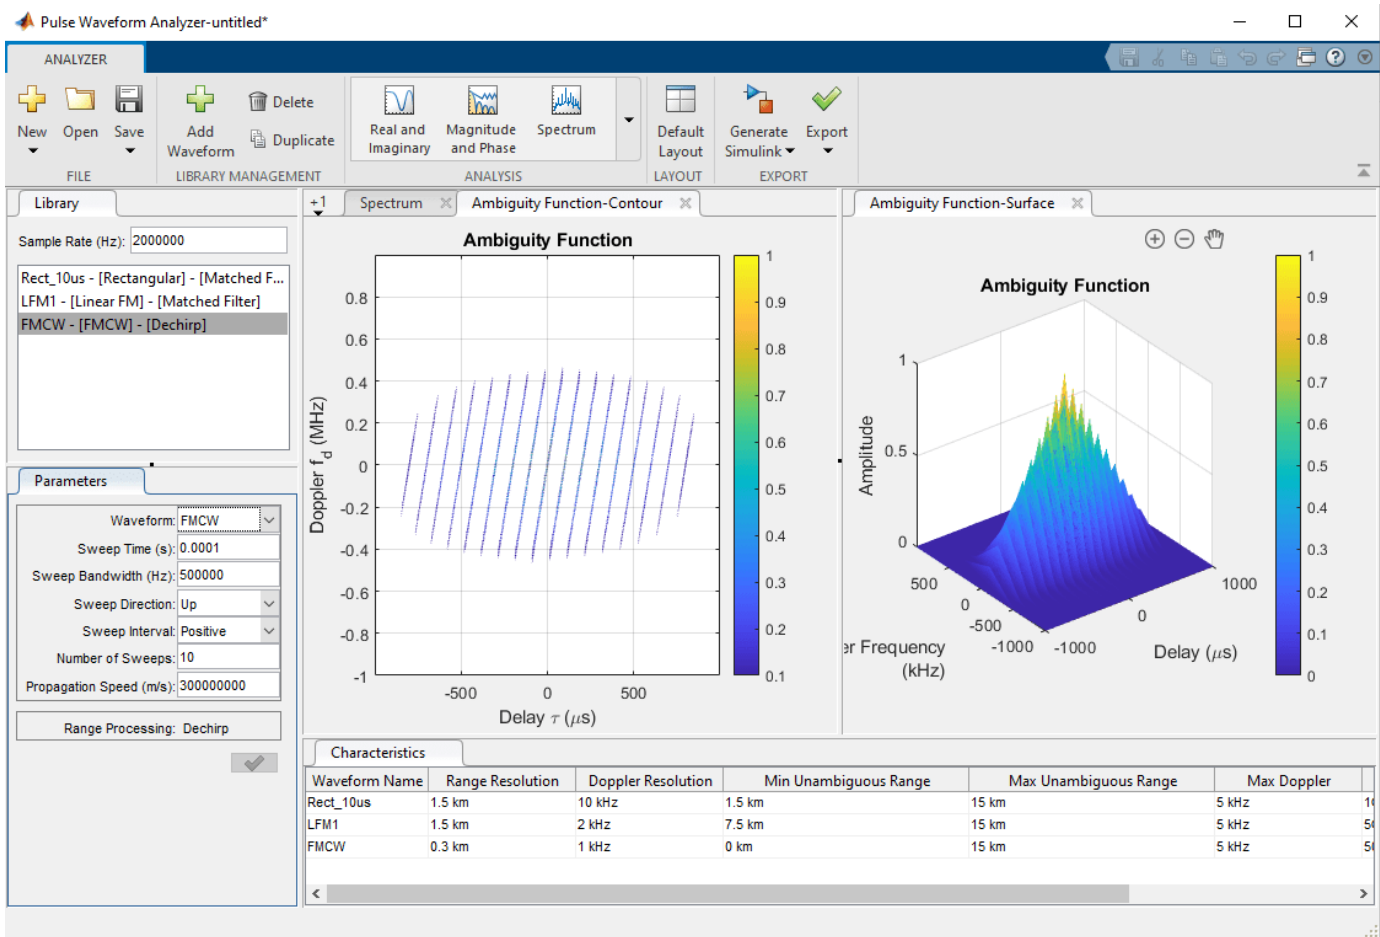 Pulse Waveform Analyzer-untitled*
ANALYZER
New
Open
Save
Add
Waveform
Delete
Duplicate
Real and
Imaginary
Magnitude
and Phase
Spectrum
Default
Layout
Generate
Simulink
Export
FILE
LIBRARY MANAGEMENT
ANALYSIS
LAYOUT
EXPORT
Library
Sample Rate (Hz): 2000000
Rect_10us - [Rectangular] - [Matched F...
LFM1 - [Linear FM] - [Matched Filter]
FMCW - [FMCW] - [Dechirp]
Parameters
Waveform: FMCW
Sweep Time (s): 0.0001
Sweep Bandwidth (Hz): 500000
Sweep Direction: Up
Sweep Interval: Positive
Number of Sweeps: 10
Propagation Speed (m/s): 300000000
Range Processing: Dechirp
+1
Spectrum
Ambiguity Function-Contour
Ambiguity Function
0.8
0.6
0.4
0.2
0
-0.2
-0.4
-0.6
-0.8
-1
Doppler f_d (MHz)
-500 0 500
Delay τ (μs)
1
0.9
0.8
0.7
0.6
0.5
0.4
0.3
0.2
0.1
Ambiguity Function-Surface
Ambiguity Function
1
0.5
0
Amplitude
500
0
-500
-1000
er Frequency
(kHz)
-1000
0
1000
Delay (μs)
1
0.9
0.8
0.7
0.6
0.5
0.4
0.3
0.2
0.1
0
Characteristics
Waveform Name Range Resolution Doppler Resolution Min Unambiguous Range Max Unambiguous Range Max Doppler
Rect_10us 1.5 km 10 kHz 1.5 km 15 km 5 kHz
LFM1 1.5 km 2 kHz 7.5 km 15 km 5 kHz
FMCW 0.3 km 1 kHz 0 km 15 km 5 kHz